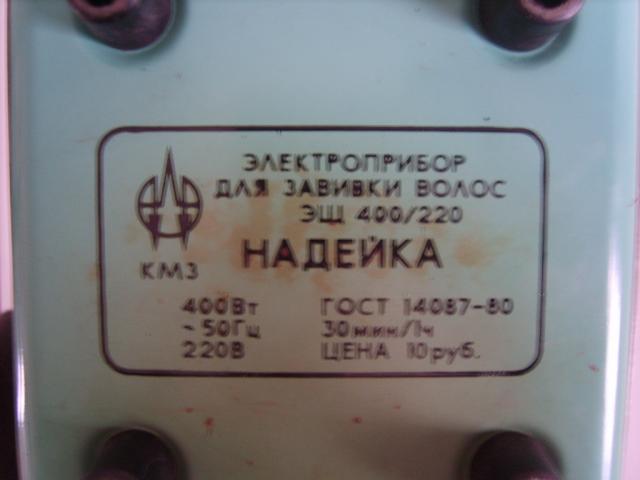 ЭЛЕКТРОПРИБОР
ДЛЯ ЗАВИВКИ ВОЛОС
ЭЩ 400/220
НАДЕЙКА
КМЗ
400Вт ГОСТ 14087-80
~50Гц 30мин/1ч
220В ЦЕНА 10руб.